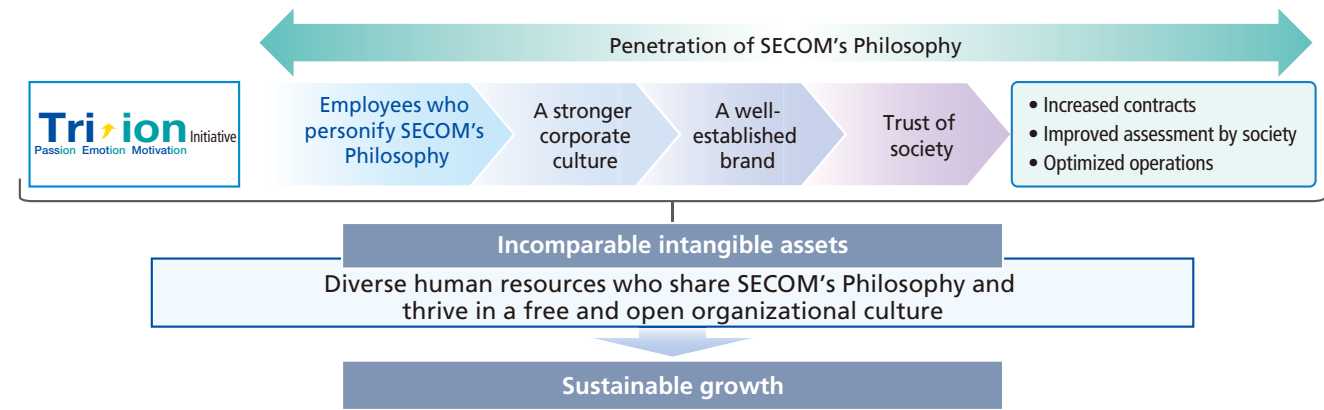 Penetration of SECOM's Philosophy
Tri-ion Initiative
Passion Emotion Motivation
Employees who
personify SECOM's
Philosophy
A stronger
corporate
culture
A well-
established
brand
Trust of
society
• Increased contracts
• Improved assessment by society
• Optimized operations
Incomparable intangible assets
Diverse human resources who share SECOM's Philosophy and
thrive in a free and open organizational culture
Sustainable growth